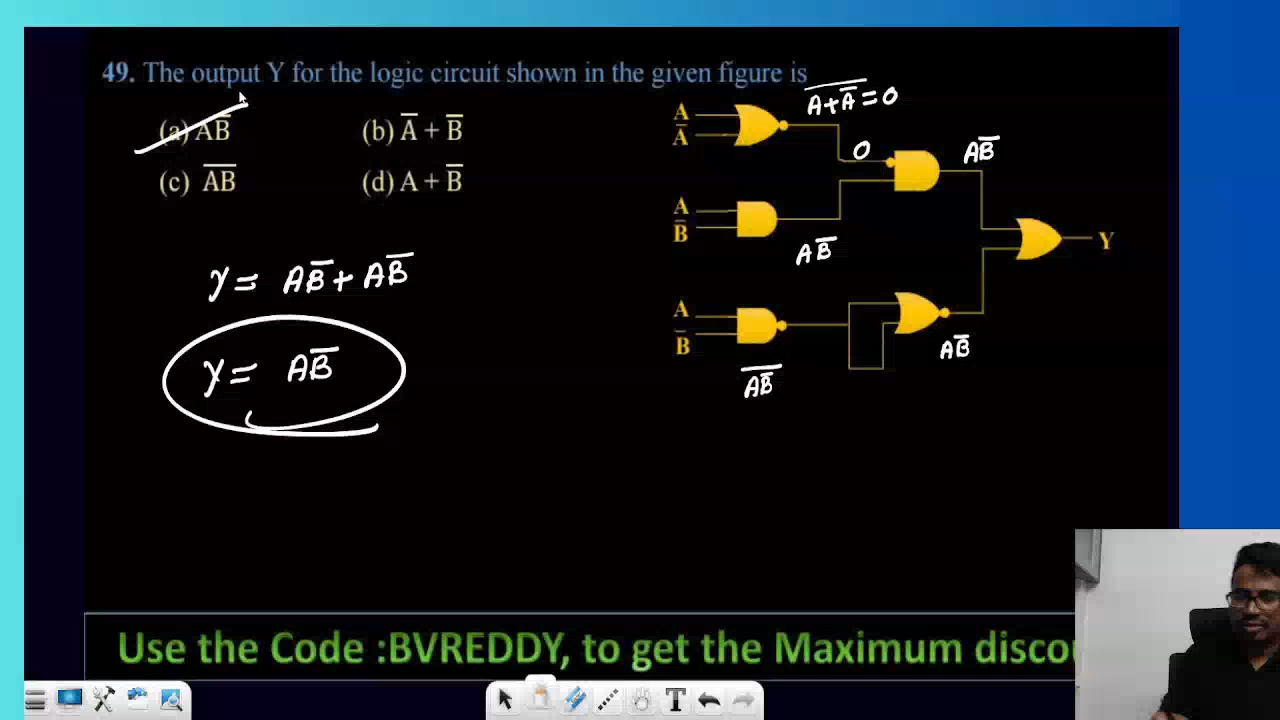 49. The output Y for the logic circuit shown in the given figure is
(a) AB̅ (b) A̅ + B̅
(c) A̅B̅ (d) A + B̅
Y = AB̅ + AB̅
Y = AB̅
A
A̅
A̅+̅A̿ = 0
0
AB̅
A
B̅
AB̅
Y
A
B̅
A̅B̿
AB̅
Use the Code :BVREDDY, to get the Maximum
T